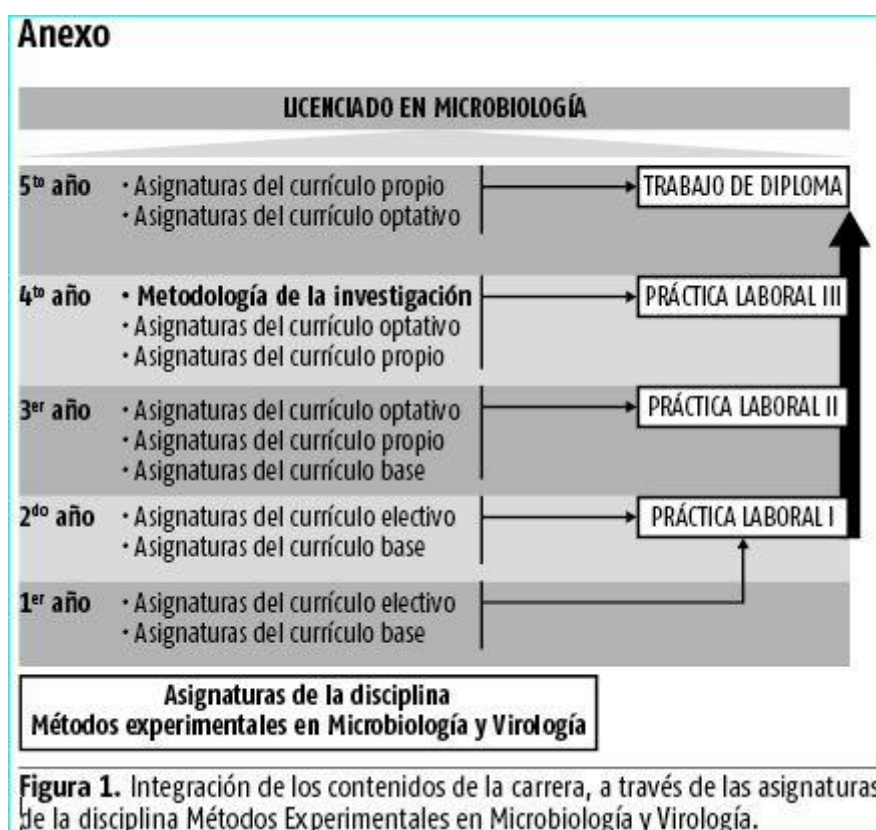 Anexo
LICENCIADO EN MICROBIOLOGÍA
5to año · Asignaturas del currículo propio
· Asignaturas del currículo optativo
TRABAJO DE DIPLOMA
4to año · Metodología de la investigación
· Asignaturas del currículo optativo
· Asignaturas del currículo propio
PRÁCTICA LABORAL III
3er año · Asignaturas del currículo optativo
· Asignaturas del currículo propio
· Asignaturas del currículo base
PRÁCTICA LABORAL II
2do año · Asignaturas del currículo electivo
· Asignaturas del currículo base
PRÁCTICA LABORAL I
1er año · Asignaturas del currículo electivo
· Asignaturas del currículo base
Asignaturas de la disciplina
Métodos experimentales en Microbiología y Virología
Figura 1. Integración de los contenidos de la carrera, a través de las asignaturas
de la disciplina Métodos Experimentales en Microbiología y Virología.